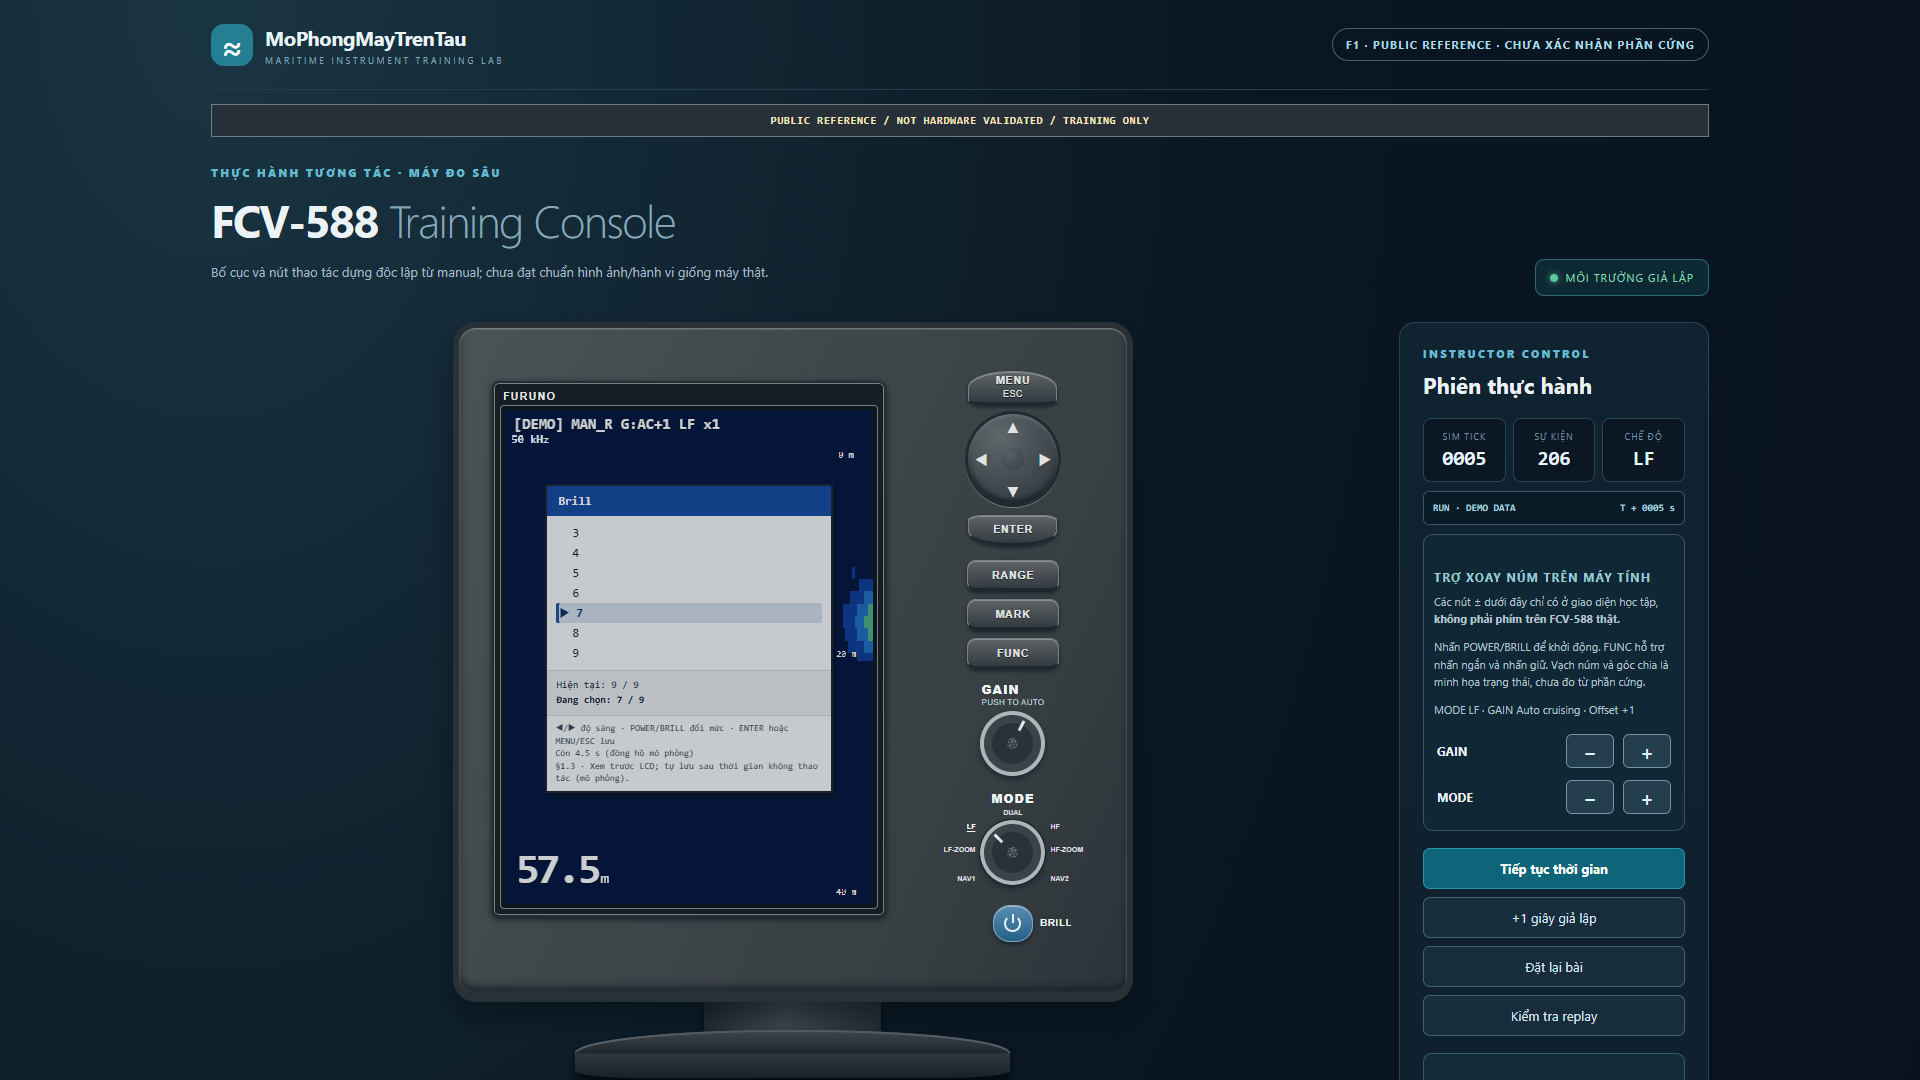 ≈
MoPhongMayTrenTau
MARITIME INSTRUMENT TRAINING LAB
F1 · PUBLIC REFERENCE · CHƯA XÁC NHẬN PHẦN CỨNG
PUBLIC REFERENCE / NOT HARDWARE VALIDATED / TRAINING ONLY
THỰC HÀNH TƯƠNG TÁC · MÁY ĐO SÂU
FCV-588 Training Console
Bố cục và nút thao tác dựng độc lập từ manual; chưa đạt chuẩn hình ảnh/hành vi giống máy thật.
MÔI TRƯỜNG GIẢ LẬP
FURUNO
[DEMO] MAN_R G:AC+1 LF x1
50 kHz
0 m
Brill
3
4
5
6
▶ 7
8
9
20 m
Hiện tại: 9 / 9
Đang chọn: 7 / 9
◀/▶ độ sáng · POWER/BRILL đổi mức · ENTER hoặc
MENU/ESC lưu
Còn 4.5 s (đồng hồ mô phỏng)
§1.3 · Xem trước LCD; tự lưu sau thời gian không thao
tác (mô phỏng).
57.5m
40 m
MENU
ESC
▲
◀ ▶
▼
ENTER
RANGE
MARK
FUNC
GAIN
PUSH TO AUTO
MODE
DUAL
LF HF
LF-ZOOM HF-ZOOM
NAV1 NAV2
BRILL
INSTRUCTOR CONTROL
Phiên thực hành
SIM TICK
0005
SỰ KIỆN
206
CHẾ ĐỘ
LF
RUN · DEMO DATA T + 0005 s
TRỢ XOAY NÚM TRÊN MÁY TÍNH
Các nút ± dưới đây chỉ có ở giao diện học tập,
không phải phím trên FCV-588 thật.
Nhấn POWER/BRILL để khởi động. FUNC hỗ trợ
nhấn ngắn và nhấn giữ. Vạch núm và góc chia là
minh họa trạng thái, chưa đo từ phần cứng.
MODE LF · GAIN Auto cruising · Offset +1
GAIN − +
MODE − +
Tiếp tục thời gian
+1 giây giả lập
Đặt lại bài
Kiểm tra replay